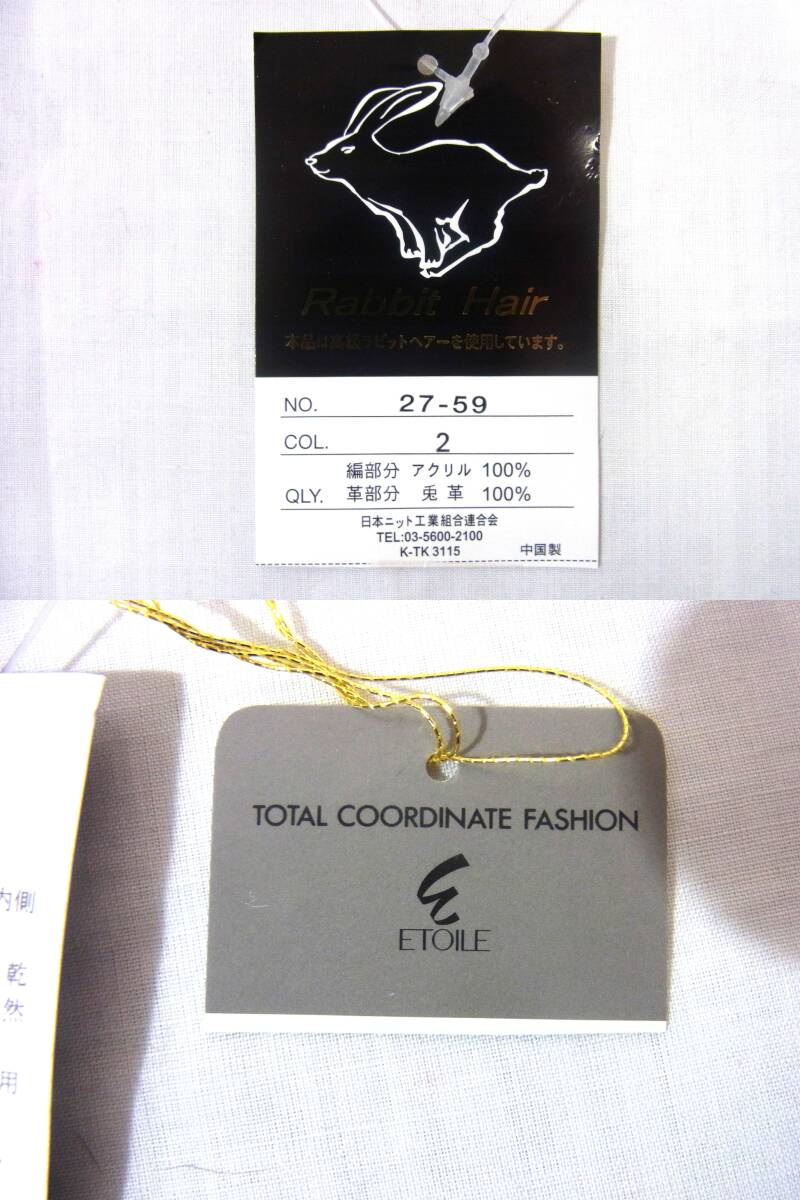 Rabbit Hair
本品は高級ラビットヘアーを使用しています。
NO. 27-59
COL. 2
編部分 アクリル 100%
QLY. 革部分 兎革 100%
日本ニット工業組合連合会
TEL:03-5600-2100
K-TK 3115 中国製
TOTAL COORDINATE FASHION
ETOILE
内側
乾
然
用